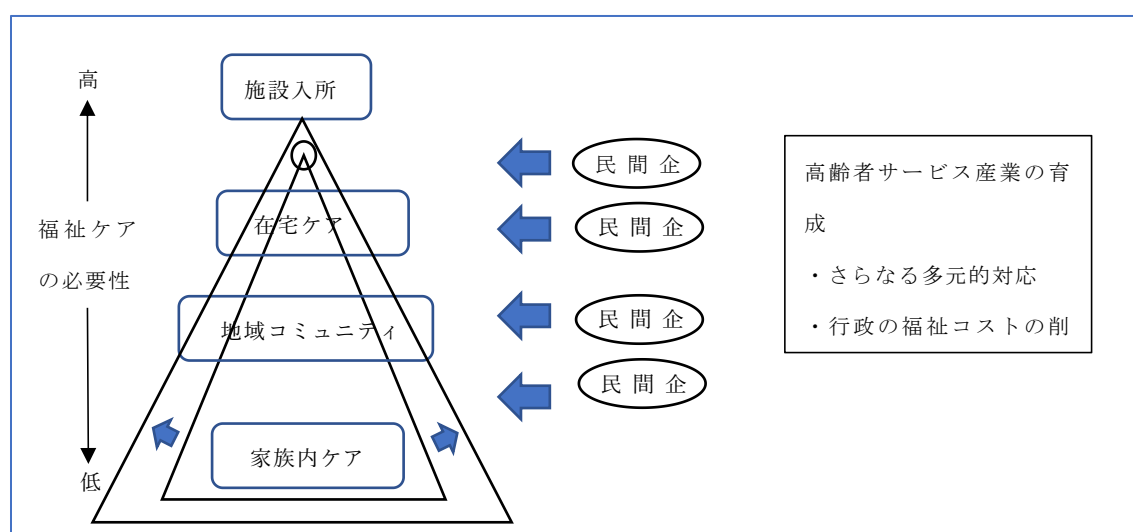 高
施設入所
民間企
高齢者サービス産業の育
成
在宅ケア
民間企
福祉ケア
の必要性
・さらなる多元的対応
地域コミュニティ
民間企
・行政の福祉コストの削
民間企
家族内ケア
低